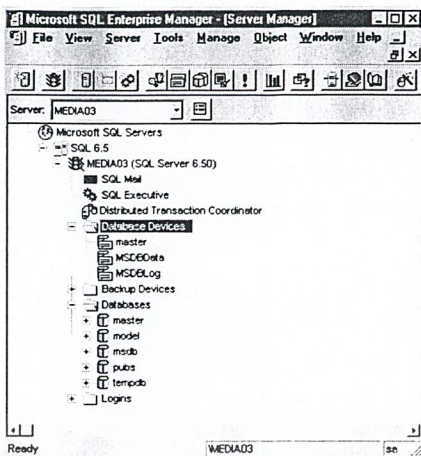 Microsoft SQL Enterprise Manager - [Server Manager]
File View Server Tools Manage Object Window Help
Server: MEDIA03
Microsoft SQL Servers
SQL 6.5
MEDIA03 (SQL Server 6.50)
SQL Mail
SQL Executive
Distributed Transaction Coordinator
Database Devices
master
MSDBData
MSDBLog
Backup Devices
Databases
master
model
msdb
pubs
tempdb
Logins
Ready \MEDIA03 sa